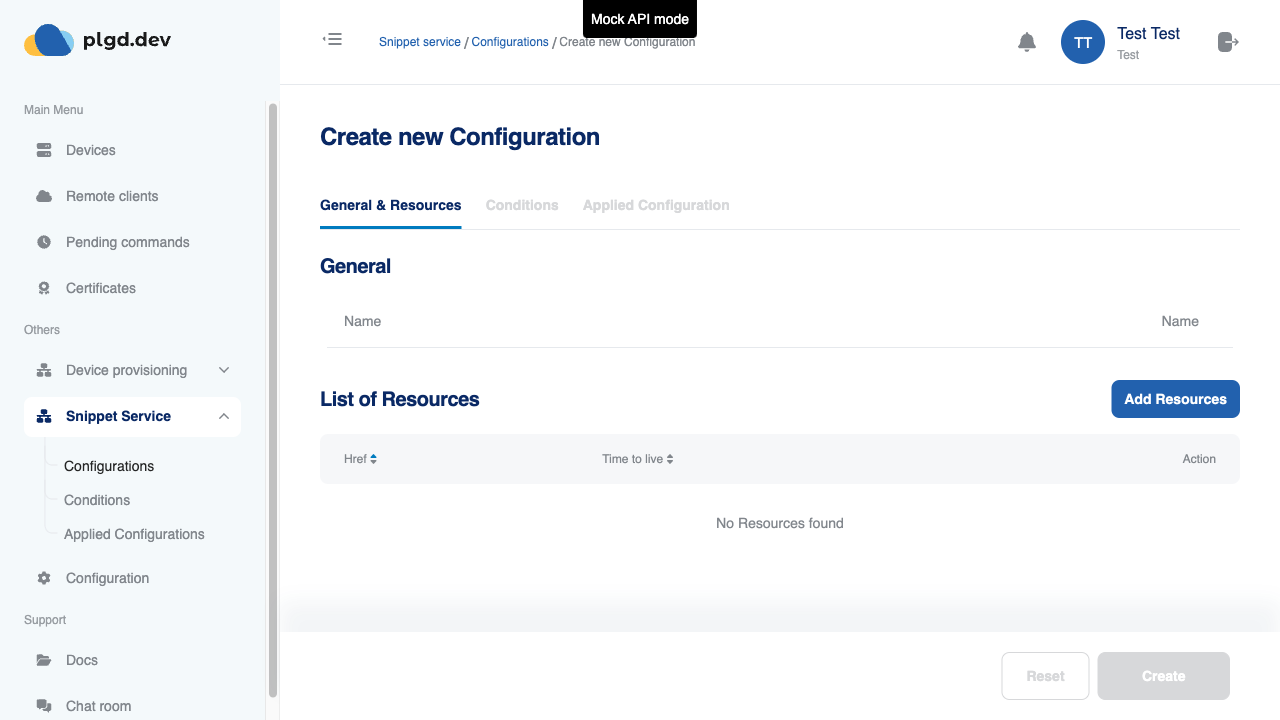 plgd.dev
Mock API mode
Snippet service / Configurations / Create new Configuration
TT
Test Test
Test
Main Menu
Devices
Remote clients
Pending commands
Certificates
Others
Device provisioning
Snippet Service
Configurations
Conditions
Applied Configurations
Configuration
Support
Docs
Chat room
Create new Configuration
General & Resources
Conditions
Applied Configuration
General
Name
Name
List of Resources
Add Resources
Href
Time to live
Action
No Resources found
Reset
Create